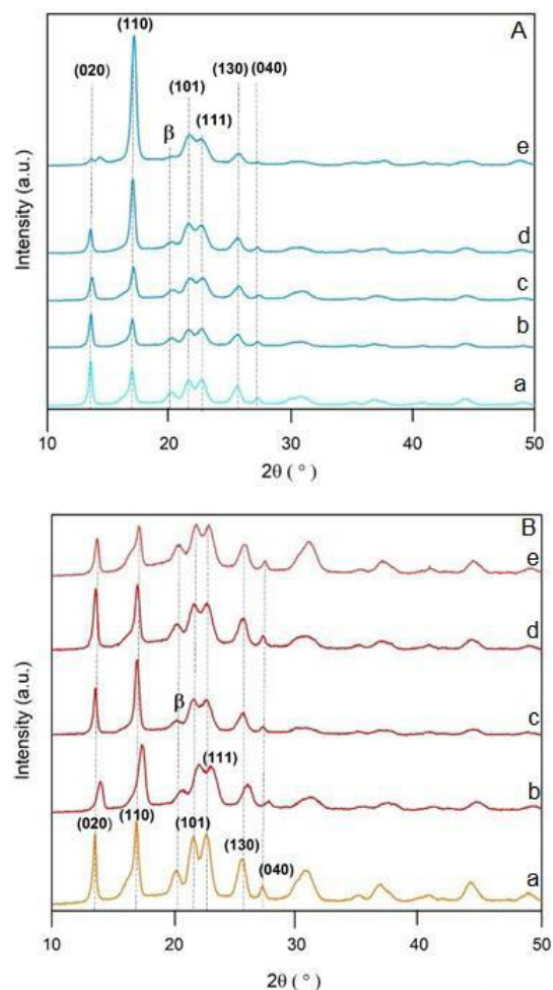 A
(110)
(020)
(101)
(130)
(040)
β
(111)
e
d
c
b
a
Intensity (a.u.)
10 20 30 40 50
2θ ( ° )
B
e
d
β
c
(111)
b
(020)
(110)
(101)
(130)
(040)
a
Intensity (a.u.)
10 20 30 40 50
2θ ( ° )